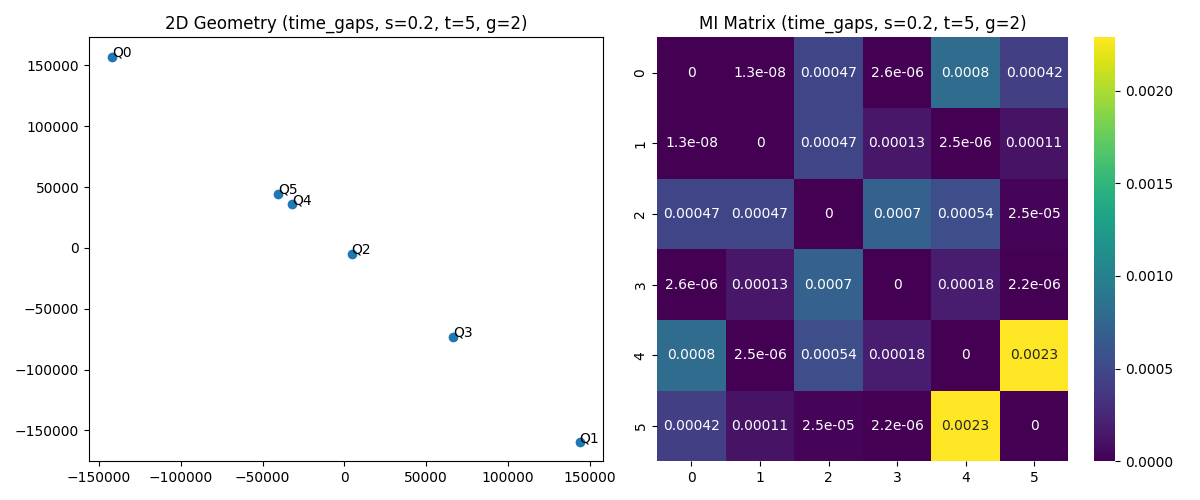 2D Geometry (time_gaps, s=0.2, t=5, g=2)
150000
100000
50000
0
−50000
−100000
−150000
−150000 −100000 −50000 0 50000 100000 150000
Q0
Q5
Q4
Q2
Q3
Q1
MI Matrix (time_gaps, s=0.2, t=5, g=2)
0 0 1.3e-08 0.00047 2.6e-06 0.0008 0.00042
1 1.3e-08 0 0.00047 0.00013 2.5e-06 0.00011
2 0.00047 0.00047 0 0.0007 0.00054 2.5e-05
3 2.6e-06 0.00013 0.0007 0 0.00018 2.2e-06
4 0.0008 2.5e-06 0.00054 0.00018 0 0.0023
5 0.00042 0.00011 2.5e-05 2.2e-06 0.0023 0
0 1 2 3 4 5
0.0020
0.0015
0.0010
0.0005
0.0000